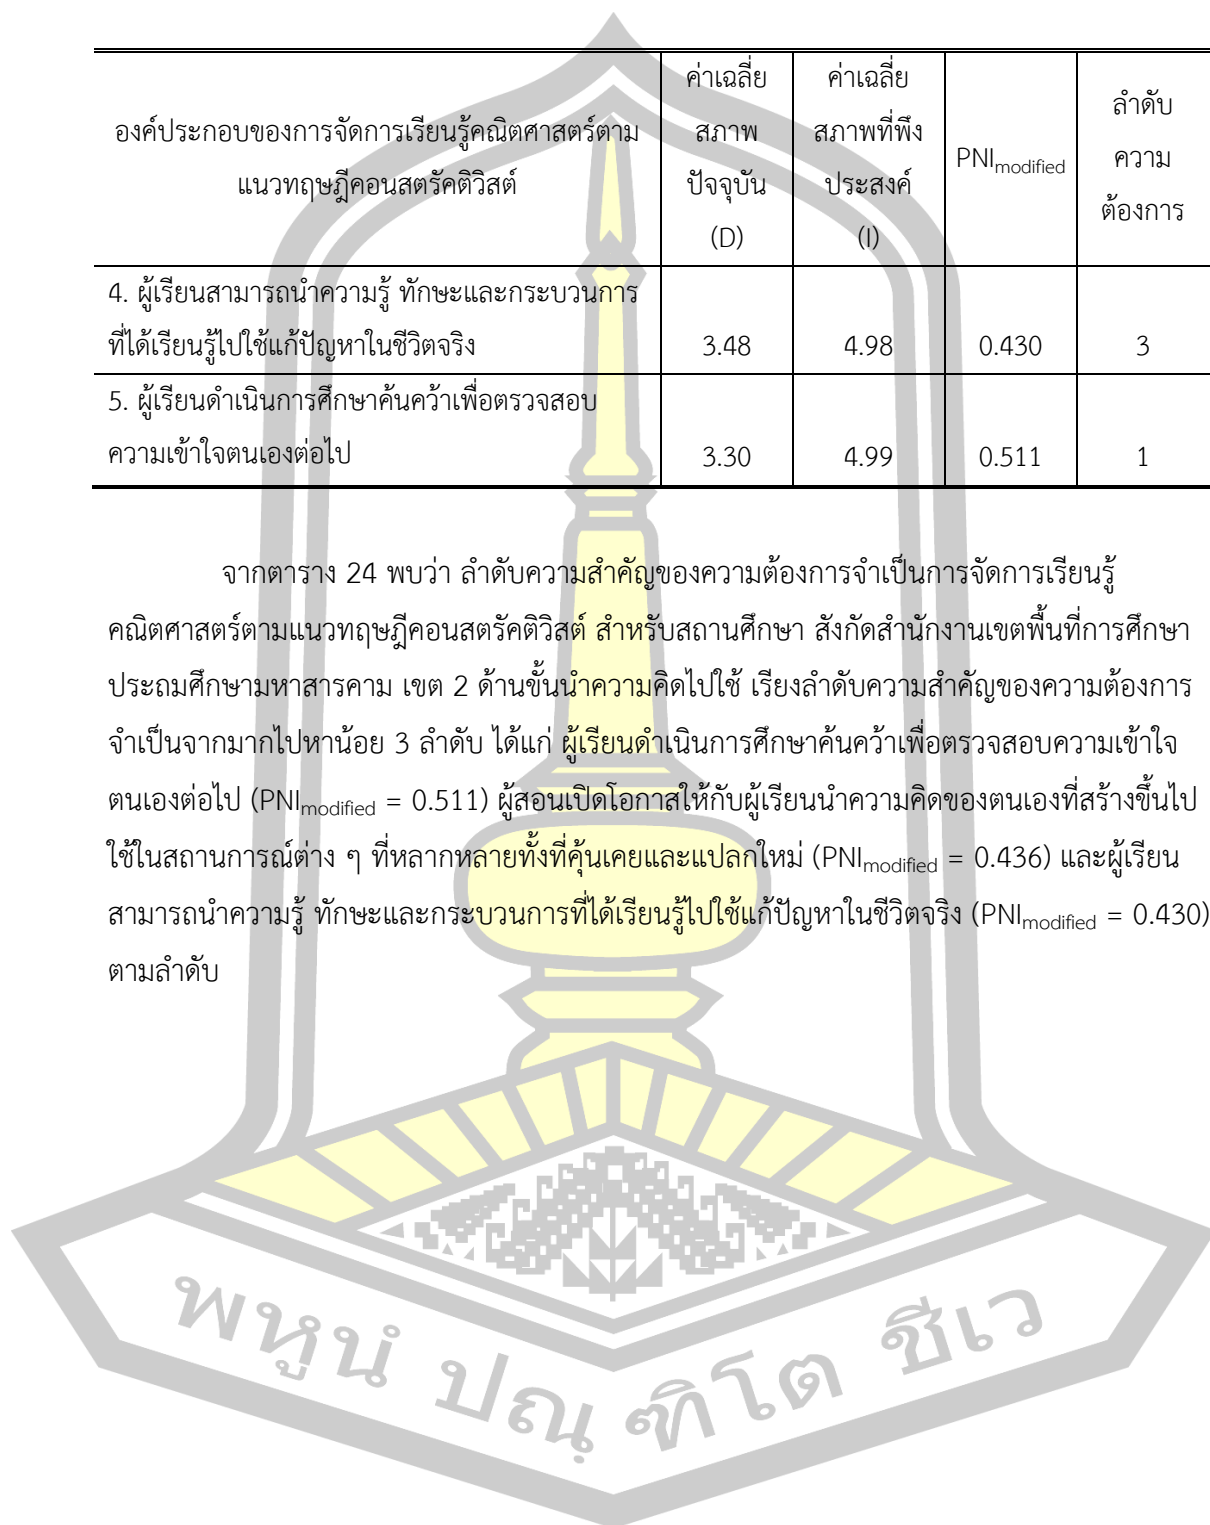 องค์ประกอบของการจัดการเรียนรู้คณิตศาสตร์ตาม
แนวทฤษฎีคอนสตรัคติวิสต์
ค่าเฉลี่ย
สภาพ
ปัจจุบัน
(D)
ค่าเฉลี่ย
สภาพที่พึง
ประสงค์
(I)
PNImodified
ลำดับ
ความ
ต้องการ
4. ผู้เรียนสามารถนำความรู้ ทักษะและกระบวนการ
ที่ได้เรียนรู้ไปใช้แก้ปัญหาในชีวิตจริง 3.48 4.98 0.430 3
5. ผู้เรียนดำเนินการศึกษาค้นคว้าเพื่อตรวจสอบ
ความเข้าใจตนเองต่อไป 3.30 4.99 0.511 1
จากตาราง 24 พบว่า ลำดับความสำคัญของความต้องการจำเป็นการจัดการเรียนรู้
คณิตศาสตร์ตามแนวทฤษฎีคอนสตรัคติวิสต์ สำหรับสถานศึกษา สังกัดสำนักงานเขตพื้นที่การศึกษา
ประถมศึกษามหาสารคาม เขต 2 ด้านขั้นนำความคิดไปใช้ เรียงลำดับความสำคัญของความต้องการ
จำเป็นจากมากไปหาน้อย 3 ลำดับ ได้แก่ ผู้เรียนดำเนินการศึกษาค้นคว้าเพื่อตรวจสอบความเข้าใจ
ตนเองต่อไป (PNImodified = 0.511) ผู้สอนเปิดโอกาสให้กับผู้เรียนนำความคิดของตนเองที่สร้างขึ้นไป
ใช้ในสถานการณ์ต่าง ๆ ที่หลากหลายทั้งที่คุ้นเคยและแปลกใหม่ (PNImodified = 0.436) และผู้เรียน
สามารถนำความรู้ ทักษะและกระบวนการที่ได้เรียนรู้ไปใช้แก้ปัญหาในชีวิตจริง (PNImodified = 0.430)
ตามลำดับ
พหูนํ ปณฺ ฑิโต ชีเว